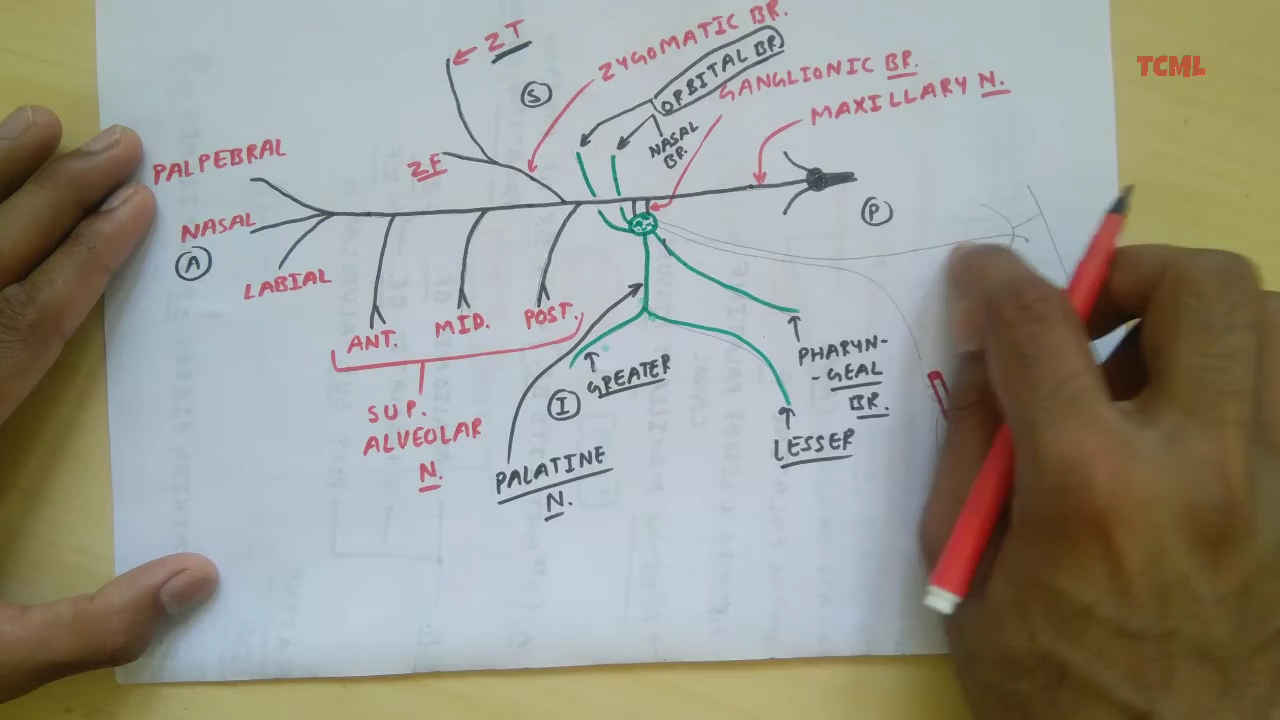 ZT
ZYGOMATIC BR.
ORBITAL BR
S
GANGLIONIC BR.
TCML
NASAL
BR.
MAXILLARY N.
PALPEBRAL
ZF
NASAL
A
P
LABIAL
ANT.
MID.
POST.
GREATER
I
PHARYN-
-GEAL
BR.
SUP.
ALVEOLAR
N.
LESSER
PALATINE
N.